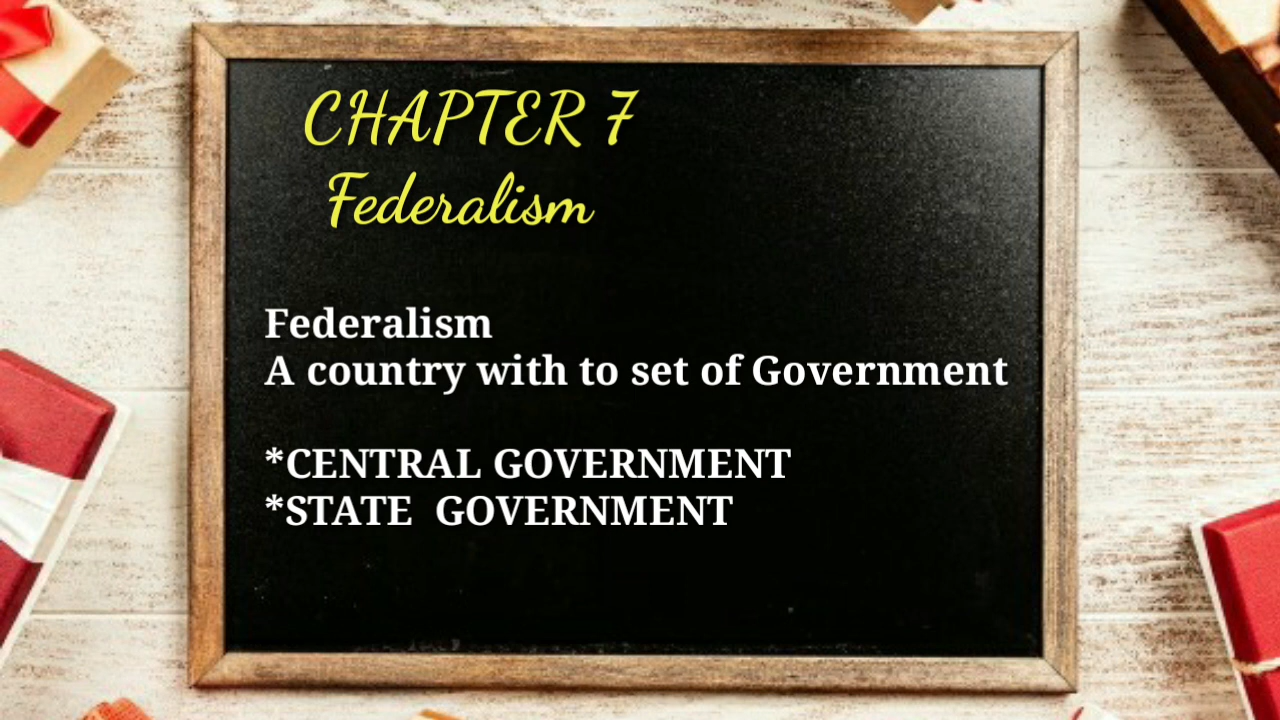 CHAPTER 7
Federalism
Federalism
A country with to set of Government
*CENTRAL GOVERNMENT
*STATE GOVERNMENT